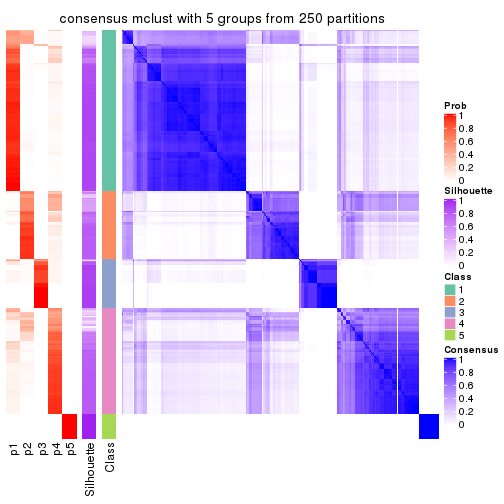 consensus mclust with 5 groups from 250 partitions
Prob
1
0.8
0.6
0.4
0.2
0
Silhouette
1
0.8
0.6
0.4
0.2
0
Class
1
2
3
4
5
Consensus
1
0.8
0.6
0.4
0.2
0
p1
p2
p3
p4
p5
Silhouette
Class